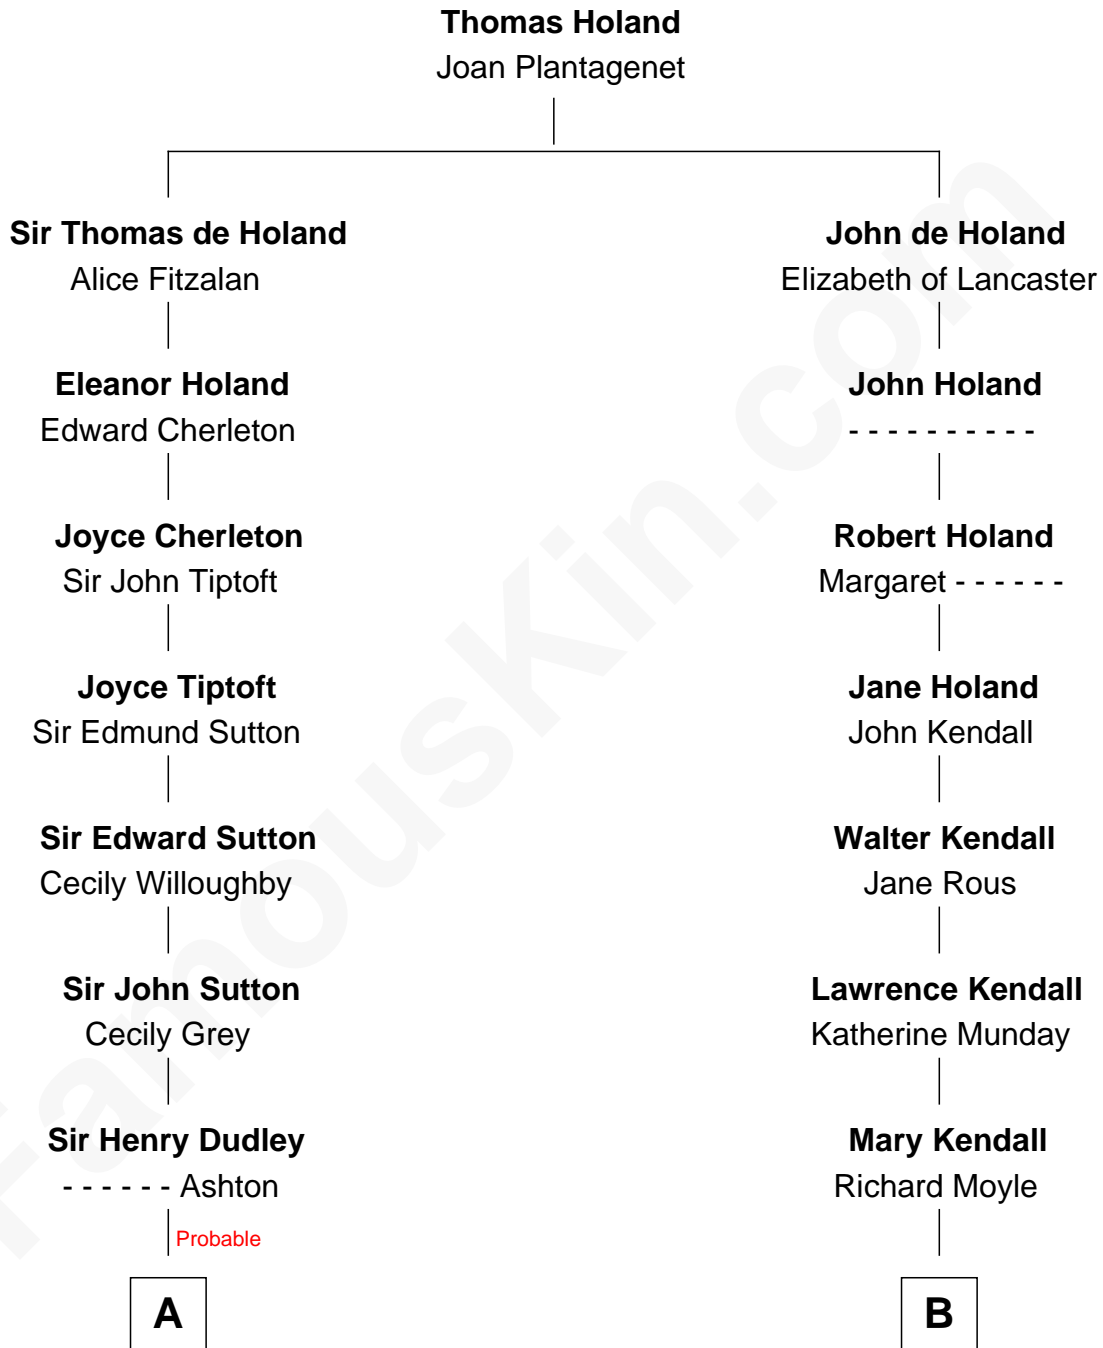 Thomas Holand
Joan Plantagenet
Sir Thomas de Holand
Alice Fitzalan
John de Holand
Elizabeth of Lancaster
Eleanor Holand
Edward Cherleton
John Holand
- - - - - - - - - -
Joyce Cherleton
Sir John Tiptoft
Robert Holand
Margaret - - - - - -
Joyce Tiptoft
Sir Edmund Sutton
Jane Holand
John Kendall
Sir Edward Sutton
Cecily Willoughby
Walter Kendall
Jane Rous
Sir John Sutton
Cecily Grey
Lawrence Kendall
Katherine Munday
Sir Henry Dudley
- - - - - - Ashton
Mary Kendall
Richard Moyle
Probable
A
B
FamousKin.com